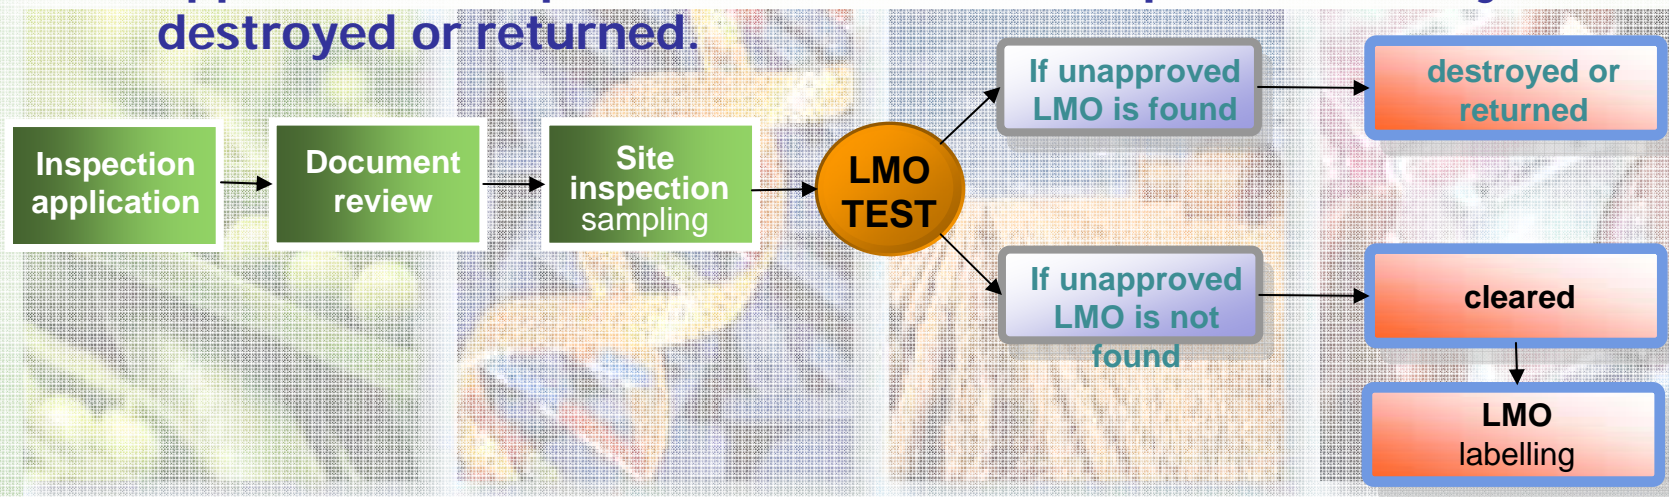 destroyed or returned.
Inspection
application
Document
review
Site
inspection
sampling
LMO
TEST
If unapproved
LMO is found
destroyed or
returned
If unapproved
LMO is not
found
cleared
LMO
labelling